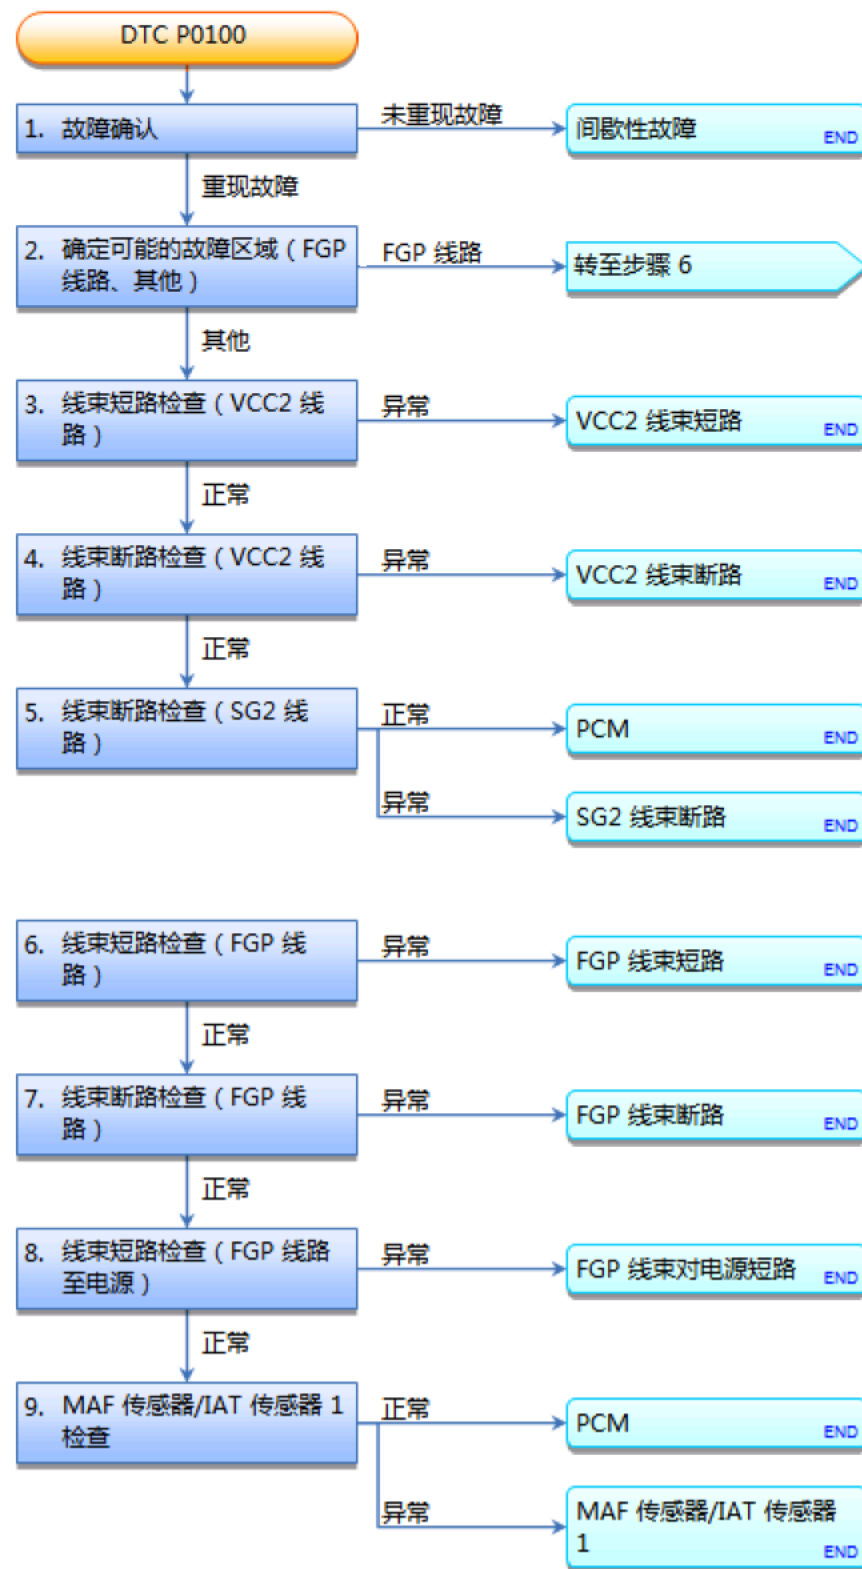 DTC P0100
1. 故障确认
未重现故障
间歇性故障
END
重现故障
2. 确定可能的故障区域 ( FGP
线路、其他 )
FGP 线路
转至步骤 6
其他
3. 线束短路检查 ( VCC2 线
路 )
异常
VCC2 线束短路
END
正常
4. 线束断路检查 ( VCC2 线
路 )
异常
VCC2 线束断路
END
正常
5. 线束断路检查 ( SG2 线
路 )
正常
PCM
END
异常
SG2 线束断路
END
6. 线束短路检查 ( FGP 线
路 )
异常
FGP 线束短路
END
正常
7. 线束断路检查 ( FGP 线
路 )
异常
FGP 线束断路
END
正常
8. 线束短路检查 ( FGP 线路
至电源 )
异常
FGP 线束对电源短路
END
正常
9. MAF 传感器/IAT 传感器 1
检查
正常
PCM
END
异常
MAF 传感器/IAT 传感器
1
END